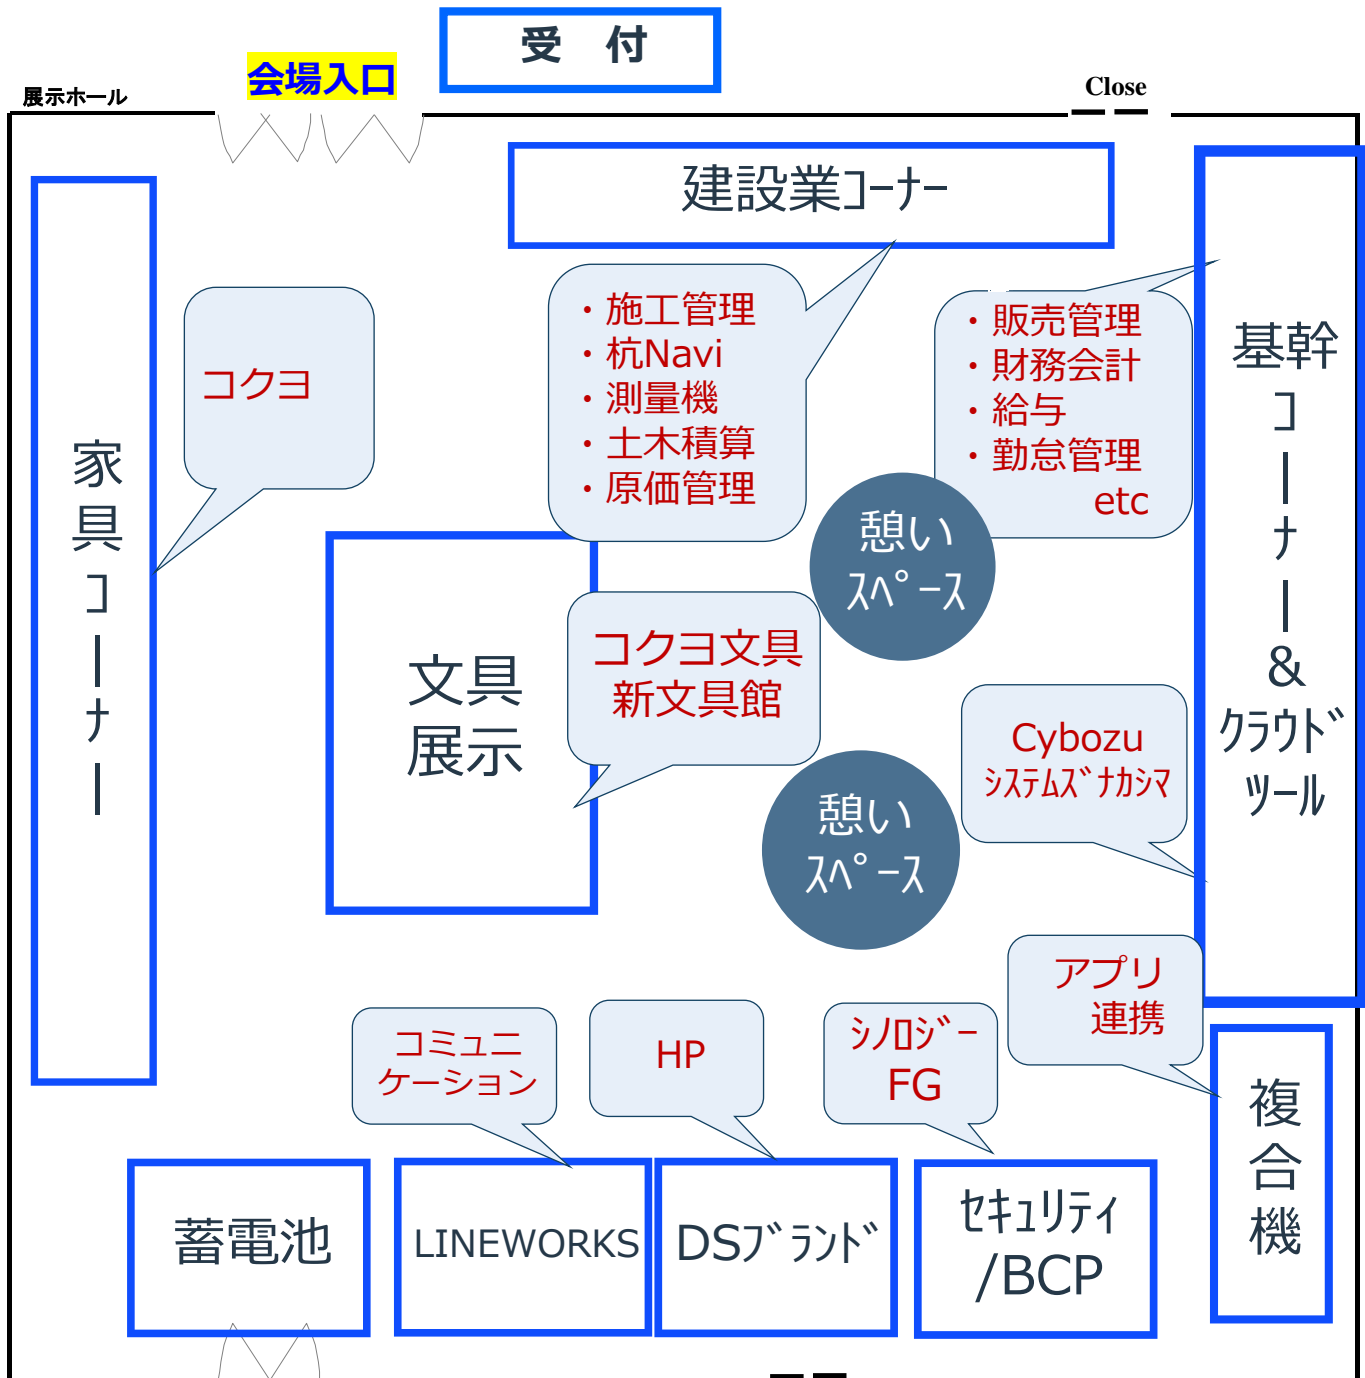 受　付
会場入口
展示ホール
Close
建設業ｺｰﾅｰ
・施工管理
・杭Navi
・測量機
・土木積算
・原価管理
・販売管理
・財務会計
・給与
・勤怠管理
etc
基幹
ｺ
ー
ﾅ
ー
&
ｸﾗｳﾄﾞ
ﾂｰﾙ
コクヨ
家
具
ｺ
ー
ﾅ
ー
憩い
ｽﾍﾟｰｽ
文具
展示
コクヨ文具
新文具館
Cybozu
ｼｽﾃﾑｽﾞﾅｶｼﾏ
憩い
ｽﾍﾟｰｽ
アプリ
連携
コミュニ
ケーション
HP
ｼﾉﾛｼﾞｰ
FG
複
合
機
蓄電池
LINEWORKS
DSﾌﾞﾗﾝﾄﾞ
ｾｷｭﾘﾃｨ
/BCP